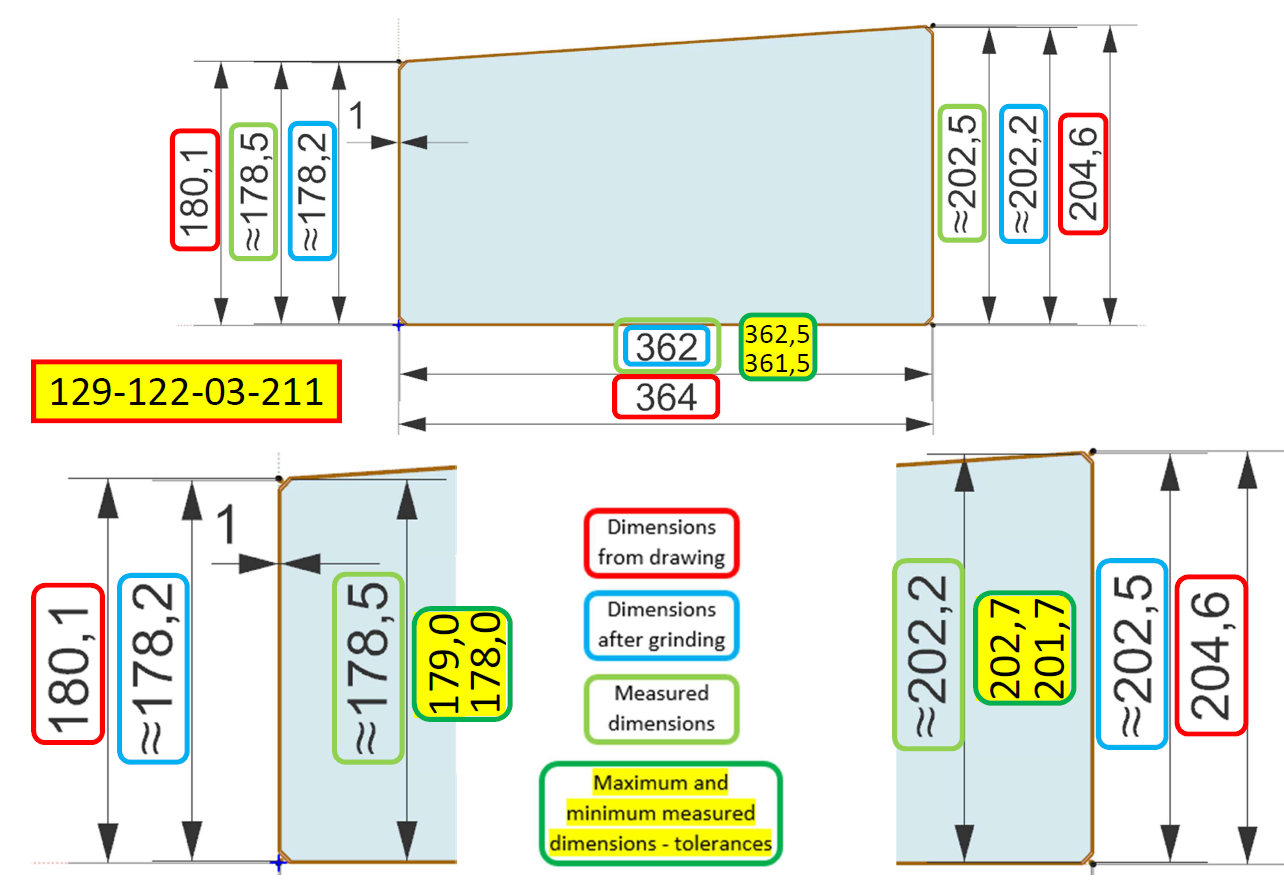 180,1
≈178,5
≈178,2
1
≈202,5
≈202,2
204,6
362
362,5
361,5
364
129-122-03-211
180,1
≈178,2
1
≈178,5
179,0
178,0
Dimensions
from drawing
Dimensions
after grinding
Measured
dimensions
Maximum and
minimum measured
dimensions - tolerances
≈202,2
202,7
201,7
≈202,5
204,6